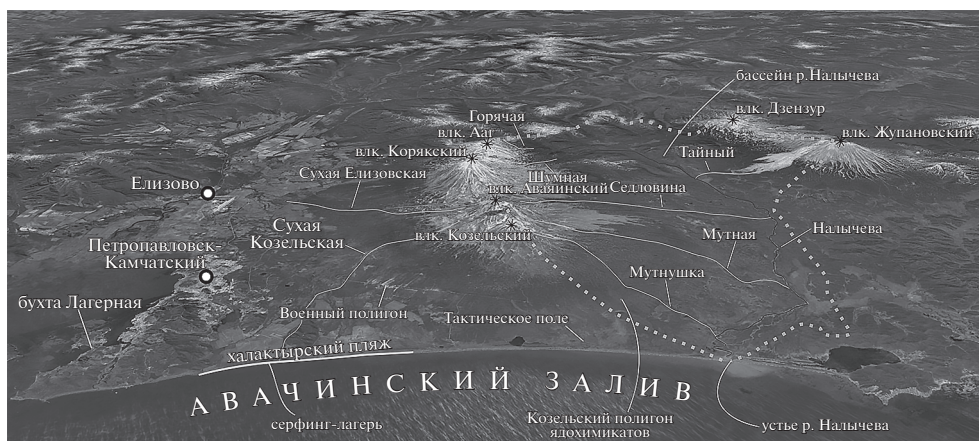 бассейн р.Налычева
влк. Дзензур
Горячая
влк. Ааг
влк. Жупановский
влк. Корякский
Тайный
Шумная
Сухая Елизовская
влк. Аваяинский
Седловина
Елизово
Сухая
Козельская
влк. Козельский
Мутная
Налычева
Петропавловск-
Камчатский
Мутнушка
бухта Лагерная
Военный полигон
Тактическое поле
халактырский пляж
АВАЧИНСКИЙ ЗАЛИВ
серфинг-лагерь
Козельский полигон
ядохимикатов
устье р. Налычева